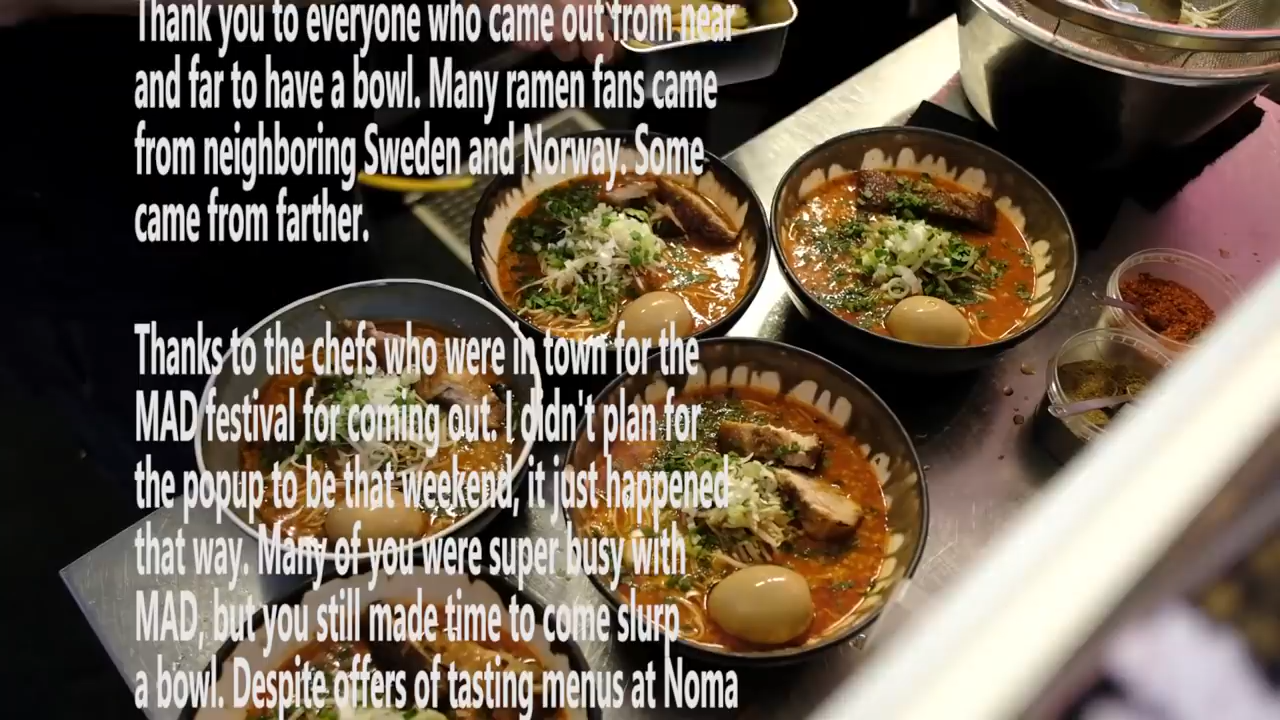 Thank you to everyone who came out from near
and far to have a bowl. Many ramen fans came
from neighboring Sweden and Norway. Some
came from farther.
Thanks to the chefs who were in town for the
MAD festival for coming out. I didn't plan for
the popup to be that weekend, it just happened
that way. Many of you were super busy with
MAD, but you still made time to come slurp
a bowl. Despite offers of tasting menus at Noma